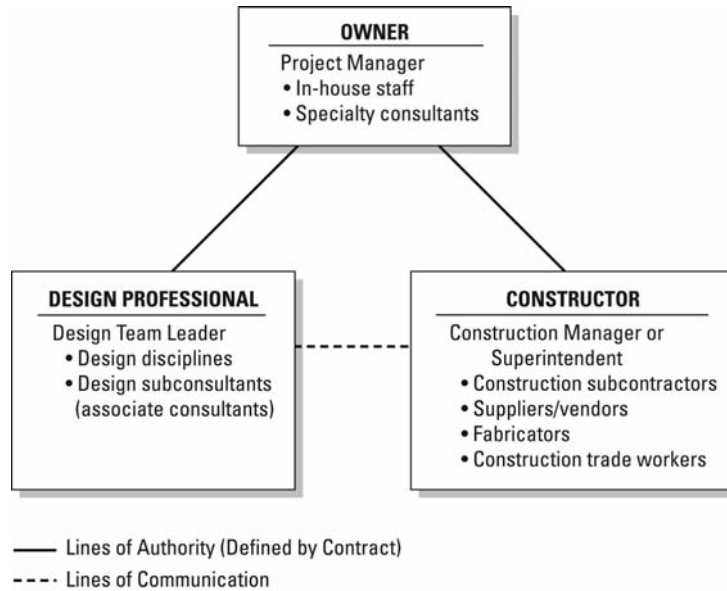 OWNER
Project Manager
• In-house staff
• Specialty consultants
DESIGN PROFESSIONAL
Design Team Leader
• Design disciplines
• Design subconsultants
(associate consultants)
CONSTRUCTOR
Construction Manager or
Superintendent
• Construction subcontractors
• Suppliers/vendors
• Fabricators
• Construction trade workers
Lines of Authority (Defined by Contract)
Lines of Communication